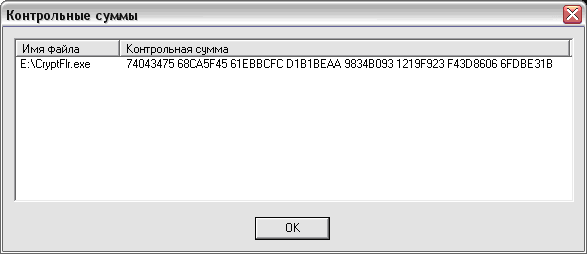 Контрольные суммы
Имя файла Контрольная сумма
E:\CryptFlr.exe 74043475 68CA5F45 61EBBCFC D1B1BEAA 9834B093 1219F923 F43D8606 6FDBE31B
OK